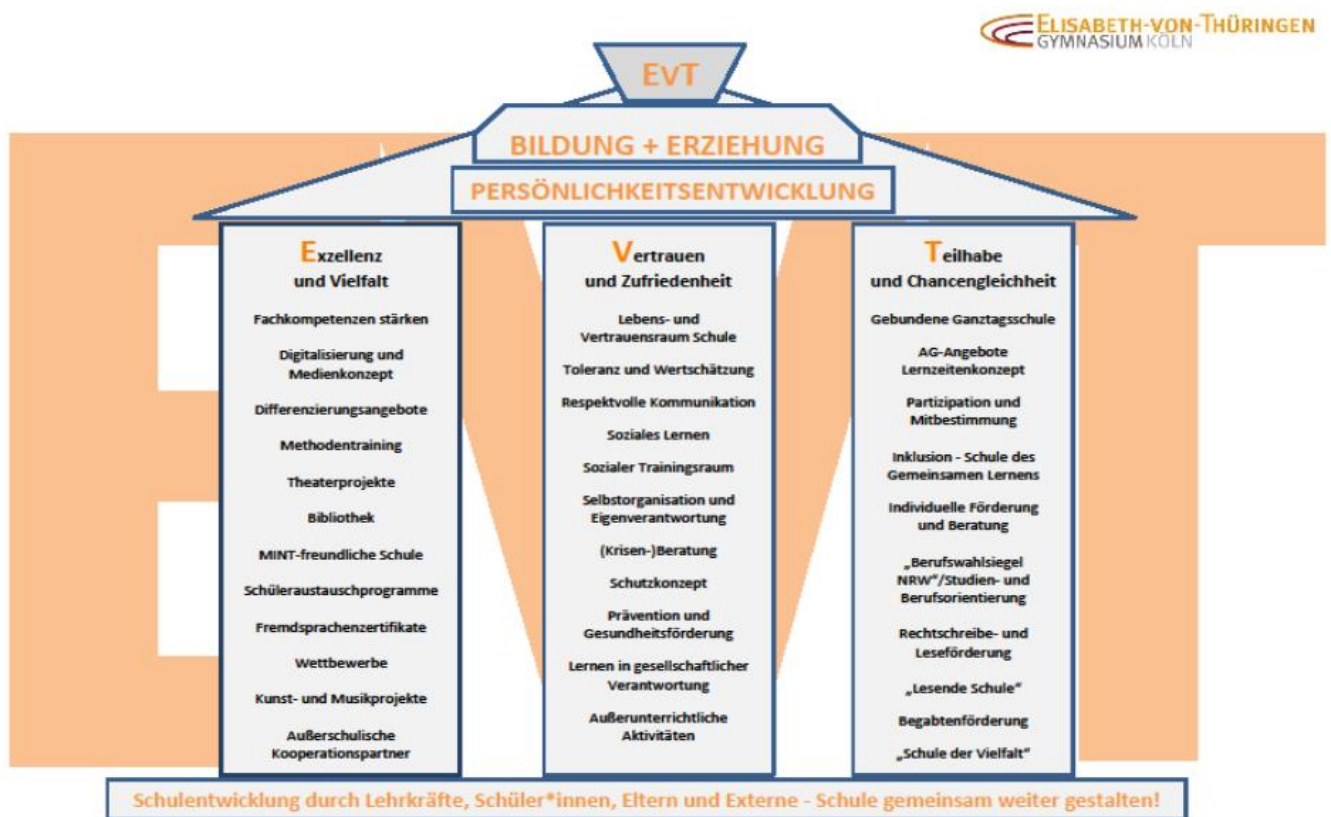 ELISABETH-VON-THÜRINGEN
GYMNASIUM KÖLN
EvT
BILDUNG + ERZIEHUNG
PERSÖNLICHKEITSENTWICKLUNG
Exzellenz
und Vielfalt
Fachkompetenzen stärken
Digitalisierung und
Medienkonzept
Differenzierungsangebote
Methodentraining
Theaterprojekte
Bibliothek
MINT-freundliche Schule
Schüleraustauschprogramme
Fremdsprachenzertifikate
Wettbewerbe
Kunst- und Musikprojekte
Außerschulische
Kooperationspartner
Vertrauen
und Zufriedenheit
Lebens- und
Vertrauensraum Schule
Toleranz und Wertschätzung
Respektvolle Kommunikation
Soziales Lernen
Sozialer Trainingsraum
Selbstorganisation und
Eigenverantwortung
(Krisen-)Beratung
Schutzkonzept
Prävention und
Gesundheitsförderung
Lernen in gesellschaftlicher
Verantwortung
Außerunterrichtliche
Aktivitäten
Teilhabe
und Chancengleichheit
Gebundene Ganztagsschule
AG-Angebote
Lernzeitenkonzept
Partizipation und
Mitbestimmung
Inklusion - Schule des
Gemeinsamen Lernens
Individuelle Förderung
und Beratung
„Berufswahlsiegel
NRW"/Studien- und
Berufsorientierung
Rechtschreibe- und
Leseförderung
„Lesende Schule"
Begabtenförderung
„Schule der Vielfalt"
Schulentwicklung durch Lehrkräfte, Schüler*innen, Eltern und Externe - Schule gemeinsam weiter gestalten!